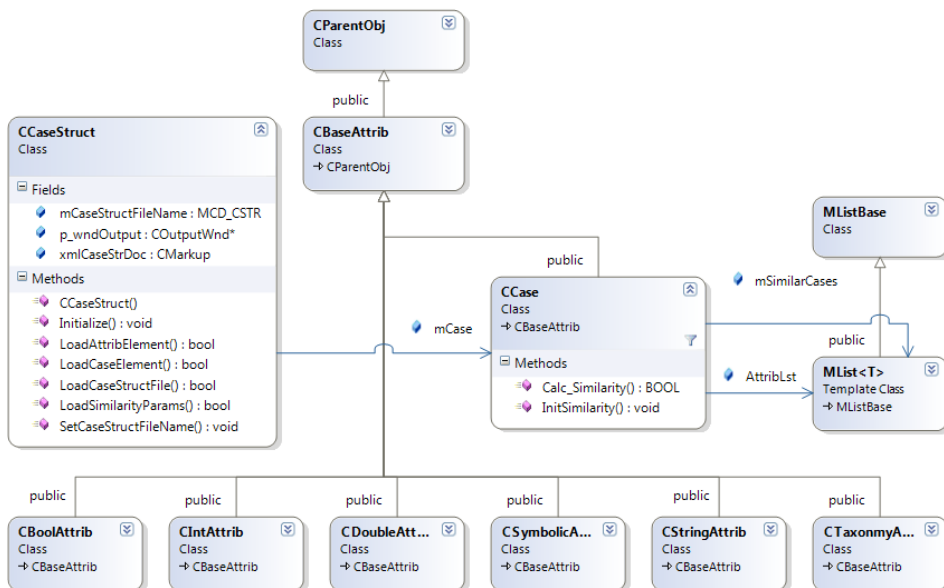 CParentObj
Class
public
CCaseStruct
Class
Fields
mCaseStructFileName : MCD_CSTR
p_wndOutput : COutputWnd*
xmlCaseStrDoc : CMarkup
Methods
CCaseStruct()
Initialize() : void
LoadAttribElement() : bool
LoadCaseElement() : bool
LoadCaseStructFile() : bool
LoadSimilarityParams() : bool
SetCaseStructFileName() : void
CBaseAttrib
Class
CParentObj
MListBase
Class
public
mCase
CCase
Class
CBaseAttrib
Methods
Calc_Similarity() : BOOL
InitSimilarity() : void
mSimilarCases
public
AttribLst
MList<T>
Template Class
MListBase
public
public
public
public
public
public
CBoolAttrib
Class
CBaseAttrib
CIntAttrib
Class
CBaseAttrib
CDoubleAtt...
Class
CBaseAttrib
CSymbolicA...
Class
CBaseAttrib
CStringAttrib
Class
CBaseAttrib
CTaxonmyA...
Class
CBaseAttrib